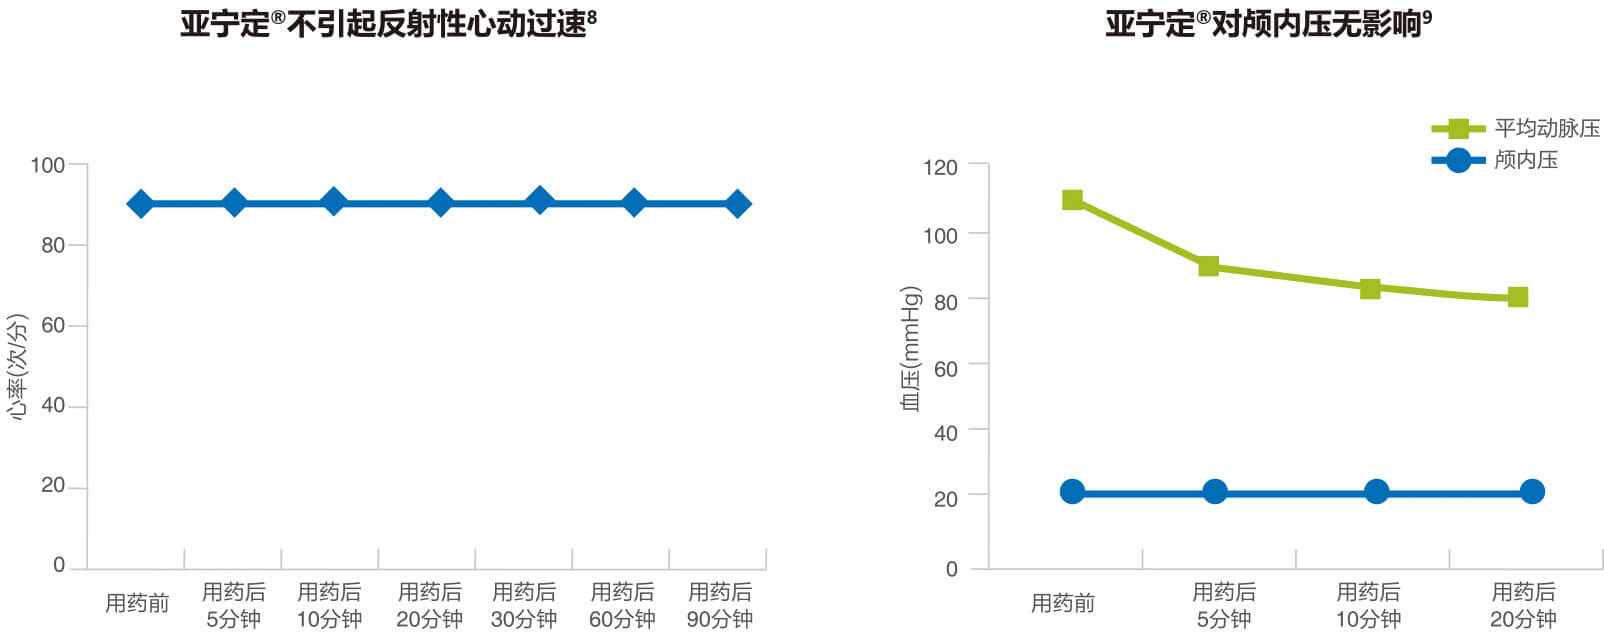 亚宁定®不引起反射性心动过速8
100
80
60
40
20
0
心率(次/分)
用药前
用药后
5分钟
用药后
10分钟
用药后
20分钟
用药后
30分钟
用药后
60分钟
用药后
90分钟
亚宁定®对颅内压无影响9
平均动脉压
颅内压
120
100
80
60
40
20
0
血压(mmHg)
用药前
用药后
5分钟
用药后
10分钟
用药后
20分钟